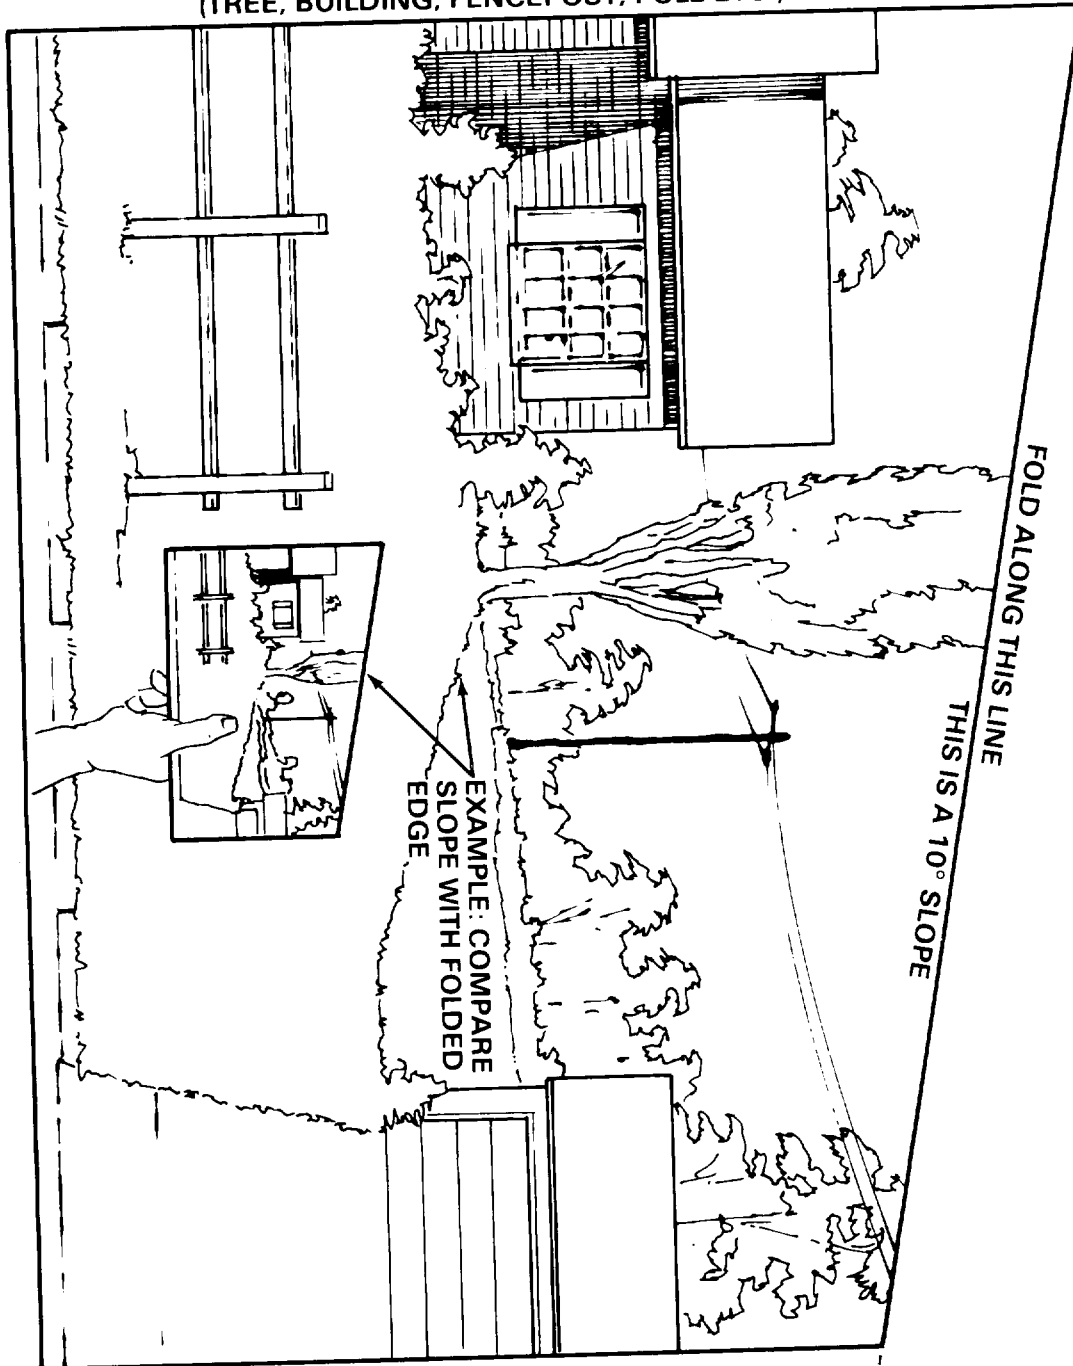 (TREE, BUILDING, FENCEPOST, POLE ETC.)
FOLD ALONG THIS LINE
THIS IS A 10° SLOPE
EXAMPLE: COMPARE
SLOPE WITH FOLDED
EDGE